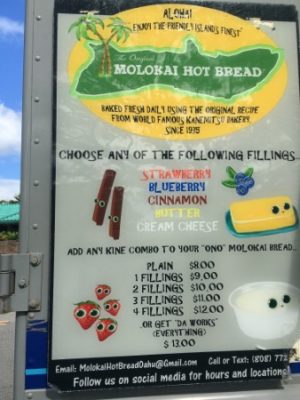 ALOHA!
"ENJOY THE FRIENDLY ISLANDS FINEST"
The Original
MOLOKAI HOT BREAD
BAKED FRESH DAILY USING THE ORIGINAL RECIPE
FROM WORLD FAMOUS KANEMITSU BAKERY
SINCE 1935
CHOOSE ANY OF THE FOLLOWING FILLINGS...
STRAWBERRY
BLUEBERRY
CINNAMON
BUTTER
CREAM CHEESE
ADD ANY KINE COMBO TO YOUR "ONO" MOLOKAI BREAD...
PLAIN $8.00
1 FILLINGS $9.00
2 FILLINGS $10.00
3 FILLINGS $11.00
4 FILLINGS $12.00
..OR GET "DA WORKS"
(EVERYTHING)
$ 13.00
Email: MolokaiHotBreadOahu@Gmail.com Call or Text: (808) 772
Follow us on social media for hours and locations